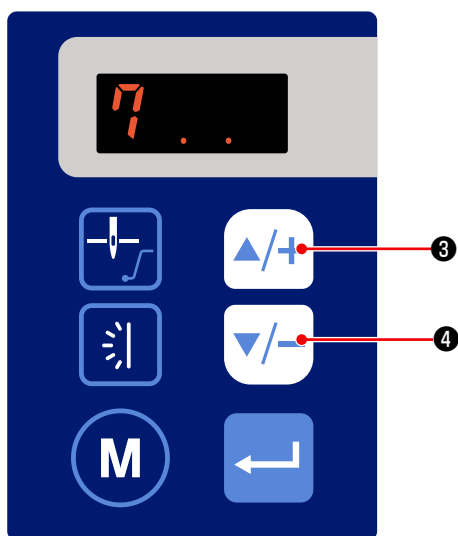 7 . .
▲/+ ❸
▼/− ❹
M